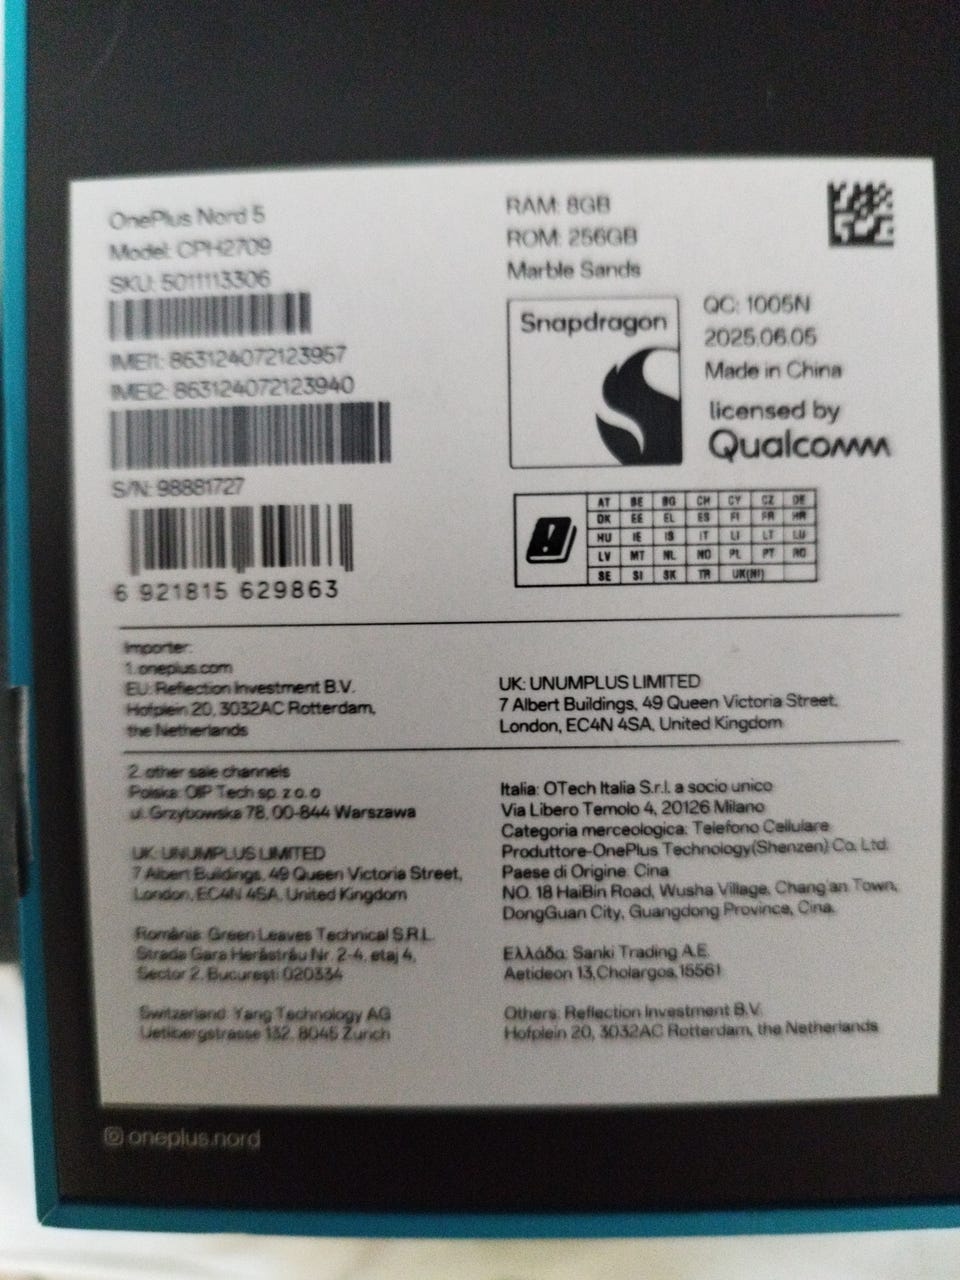 OnePlus Nord 5
Model: CPH2709
SKU: 5011113306
IMEI1: 863124072123957
IMEI2: 863124072123940
S/N: 98881727
6 921815 629863
RAM: 8GB
ROM: 256GB
Marble Sands
Snapdragon
QC: 1005N
2025.06.05
Made in China
licensed by
Qualcomm
AT BE BG CH CY CZ DE
DK EE EL ES FI FR HR
HU IE IS IT LI LT LU
LV MT NL NO PL PT RO
SE SI SK TR UK(NI)
Importer:
1. oneplus.com
EU: Reflection Investment B.V.
Hofplein 20, 3032AC Rotterdam,
the Netherlands
UK: UNUMPLUS LIMITED
7 Albert Buildings, 49 Queen Victoria Street,
London, EC4N 4SA, United Kingdom
2. other sale channels
Polska: OIP Tech sp. z o.o
ul. Grzybowska 78, 00-844 Warszawa
UK: UNUMPLUS LIMITED
7 Albert Buildings, 49 Queen Victoria Street,
London, EC4N 4SA, United Kingdom
România: Green Leaves Technical S.R.L.
Strada Gara Herăstrău Nr. 2-4, etaj 4,
Sector 2, București 020334
Switzerland: Yang Technology AG
Uetlibergstrasse 132, 8045 Zurich
Italia: OTech Italia S.r.l. a socio unico
Via Libero Temolo 4, 20126 Milano
Categoria merceologica: Telefono Cellulare
Produttore-OnePlus Technology(Shenzen) Co. Ltd.
Paese di Origine: Cina
NO. 18 HaiBin Road, Wusha Village, Chang'an Town,
DongGuan City, Guangdong Province, Cina.
Ελλάδα: Sanki Trading A.E.
Aetideon 13,Cholargos,15561
Others: Reflection Investment B.V.
Hofplein 20, 3032AC Rotterdam, the Netherlands
oneplus.nord